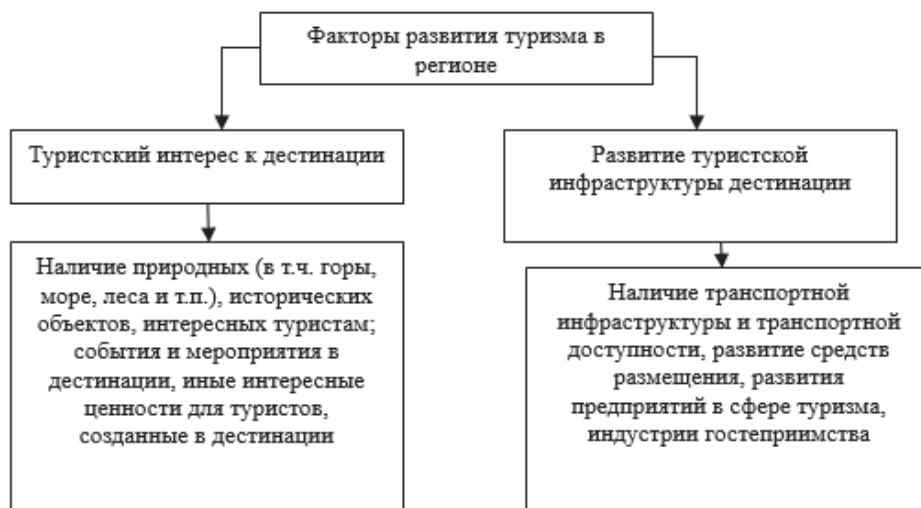 Факторы развития туризма в
регионе
Туристский интерес к дестинации
Развитие туристской
инфраструктуры дестинации
Наличие природных (в т.ч. горы,
море, леса и т.п.), исторических
объектов, интересных туристам;
события и мероприятия в
дестинации, иные интересные
ценности для туристов,
созданные в дестинации
Наличие транспортной
инфраструктуры и транспортной
доступности, развитие средств
размещения, развития
предприятий в сфере туризма,
индустрии гостеприимства